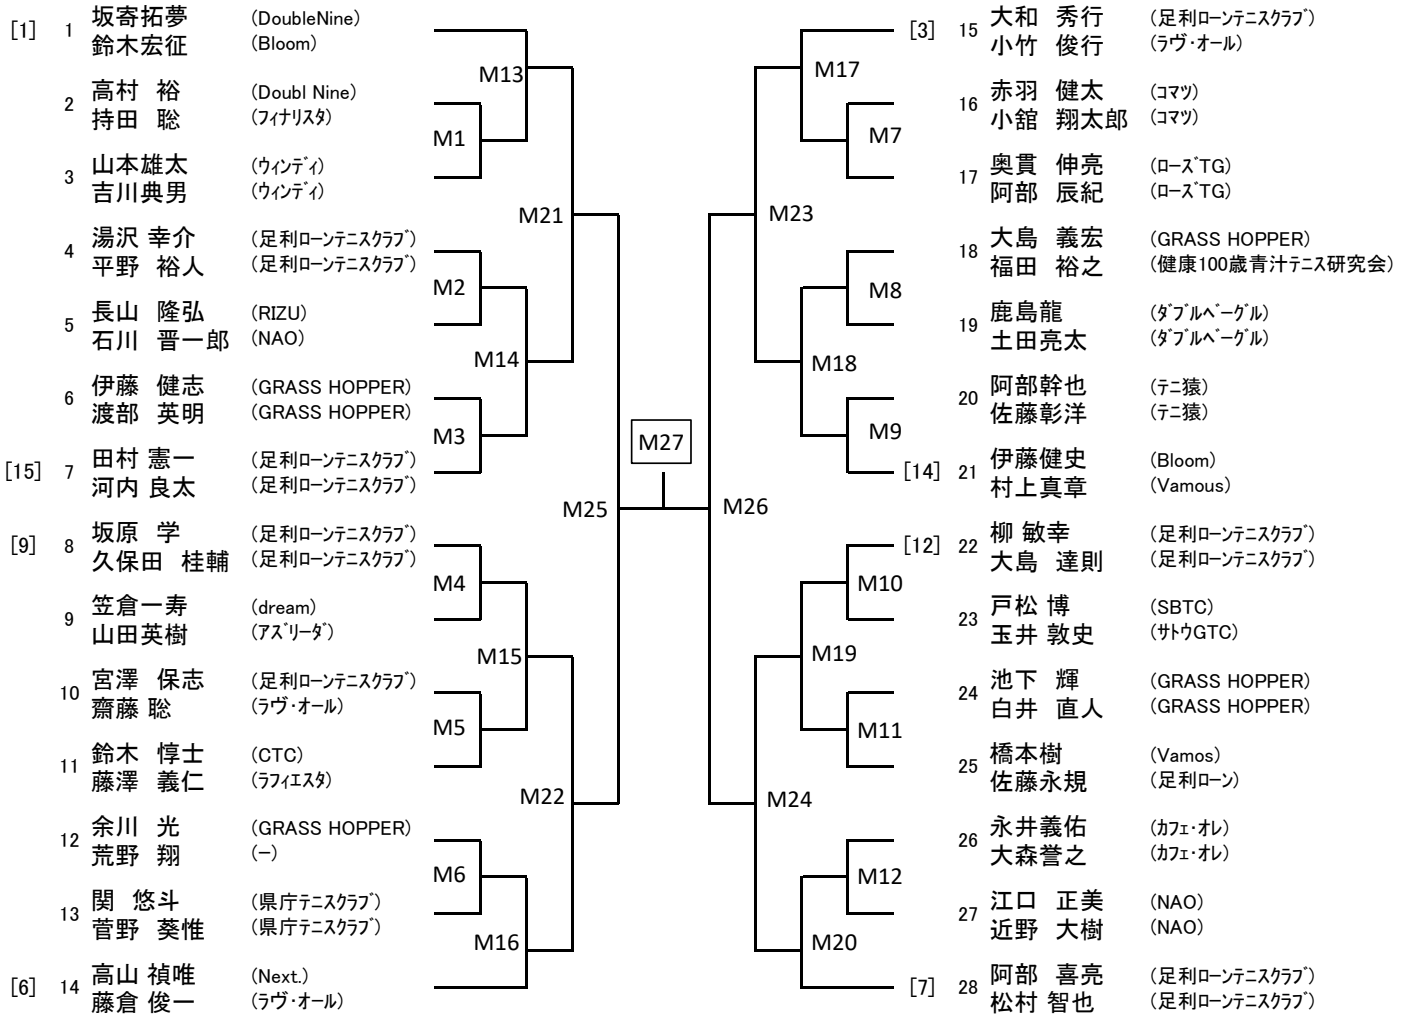 [1] 1 坂寄拓夢 (DoubleNine)
鈴木宏征 (Bloom)
2 高村 裕 (Doubl Nine)
持田 聡 (フィナリスタ)
3 山本雄太 (ウィンディ)
吉川典男 (ウィンディ)
4 湯沢 幸介 (足利ローンテニスクラブ)
平野 裕人 (足利ローンテニスクラブ)
5 長山 隆弘 (RIZU)
石川 晋一郎 (NAO)
6 伊藤 健志 (GRASS HOPPER)
渡部 英明 (GRASS HOPPER)
[15] 7 田村 憲一 (足利ローンテニスクラブ)
河内 良太 (足利ローンテニスクラブ)
[9] 8 坂原 学 (足利ローンテニスクラブ)
久保田 桂輔 (足利ローンテニスクラブ)
9 笠倉一寿 (dream)
山田英樹 (アズリーダ)
10 宮澤 保志 (足利ローンテニスクラブ)
齋藤 聡 (ラヴ・オール)
11 鈴木 惇士 (CTC)
藤澤 義仁 (ラフィエスタ)
12 余川 光 (GRASS HOPPER)
荒野 翔 (ー)
13 関 悠斗 (県庁テニスクラブ)
菅野 葵惟 (県庁テニスクラブ)
[6] 14 高山 禎唯 (Next.)
藤倉 俊一 (ラヴ・オール)
M13
M1
M21
M2
M14
M3
M25
M4
M15
M5
M22
M6
M16
M27
M17
M7
M23
M8
M18
M9
M26
M10
M19
M11
M24
M12
M20
[3] 15 大和 秀行 (足利ローンテニスクラブ)
小竹 俊行 (ラヴ・オール)
16 赤羽 健太 (コマツ)
小舘 翔太郎 (コマツ)
17 奥貫 伸亮 (ローズTG)
阿部 辰紀 (ローズTG)
18 大島 義宏 (GRASS HOPPER)
福田 裕之 (健康100歳青汁テニス研究会)
19 鹿島龍 (ダブルベーグル)
土田亮太 (ダブルベーグル)
20 阿部幹也 (テニ猿)
佐藤彰洋 (テニ猿)
[14] 21 伊藤健史 (Bloom)
村上真章 (Vamous)
[12] 22 柳 敏幸 (足利ローンテニスクラブ)
大島 達則 (足利ローンテニスクラブ)
23 戸松 博 (SBTC)
玉井 敦史 (サトウGTC)
24 池下 輝 (GRASS HOPPER)
白井 直人 (GRASS HOPPER)
25 橋本樹 (Vamos)
佐藤永規 (足利ローン)
26 永井義佑 (カフェ・オレ)
大森誉之 (カフェ・オレ)
27 江口 正美 (NAO)
近野 大樹 (NAO)
[7] 28 阿部 喜亮 (足利ローンテニスクラブ)
松村 智也 (足利ローンテニスクラブ)